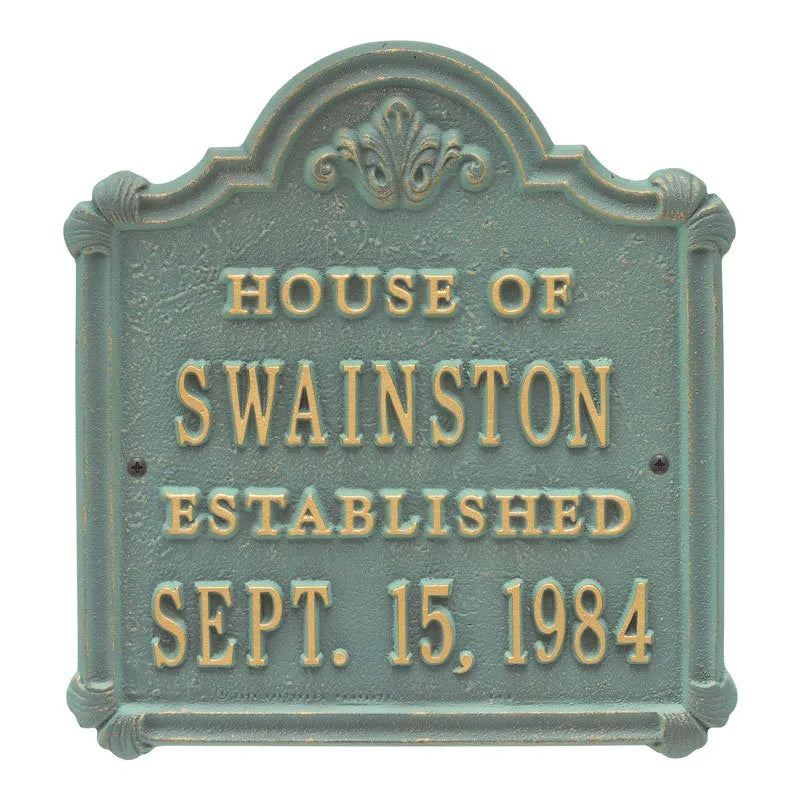 HOUSE OF
SWAINSTON
ESTABLISHED
SEPT. 15, 1984